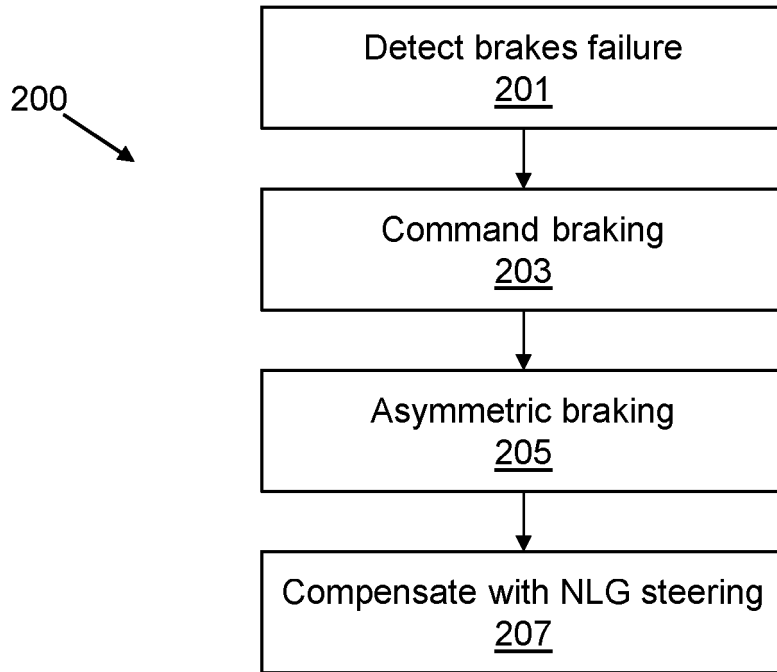 Detect brakes failure
201
200
Command braking
203
Asymmetric braking
205
Compensate with NLG steering
207